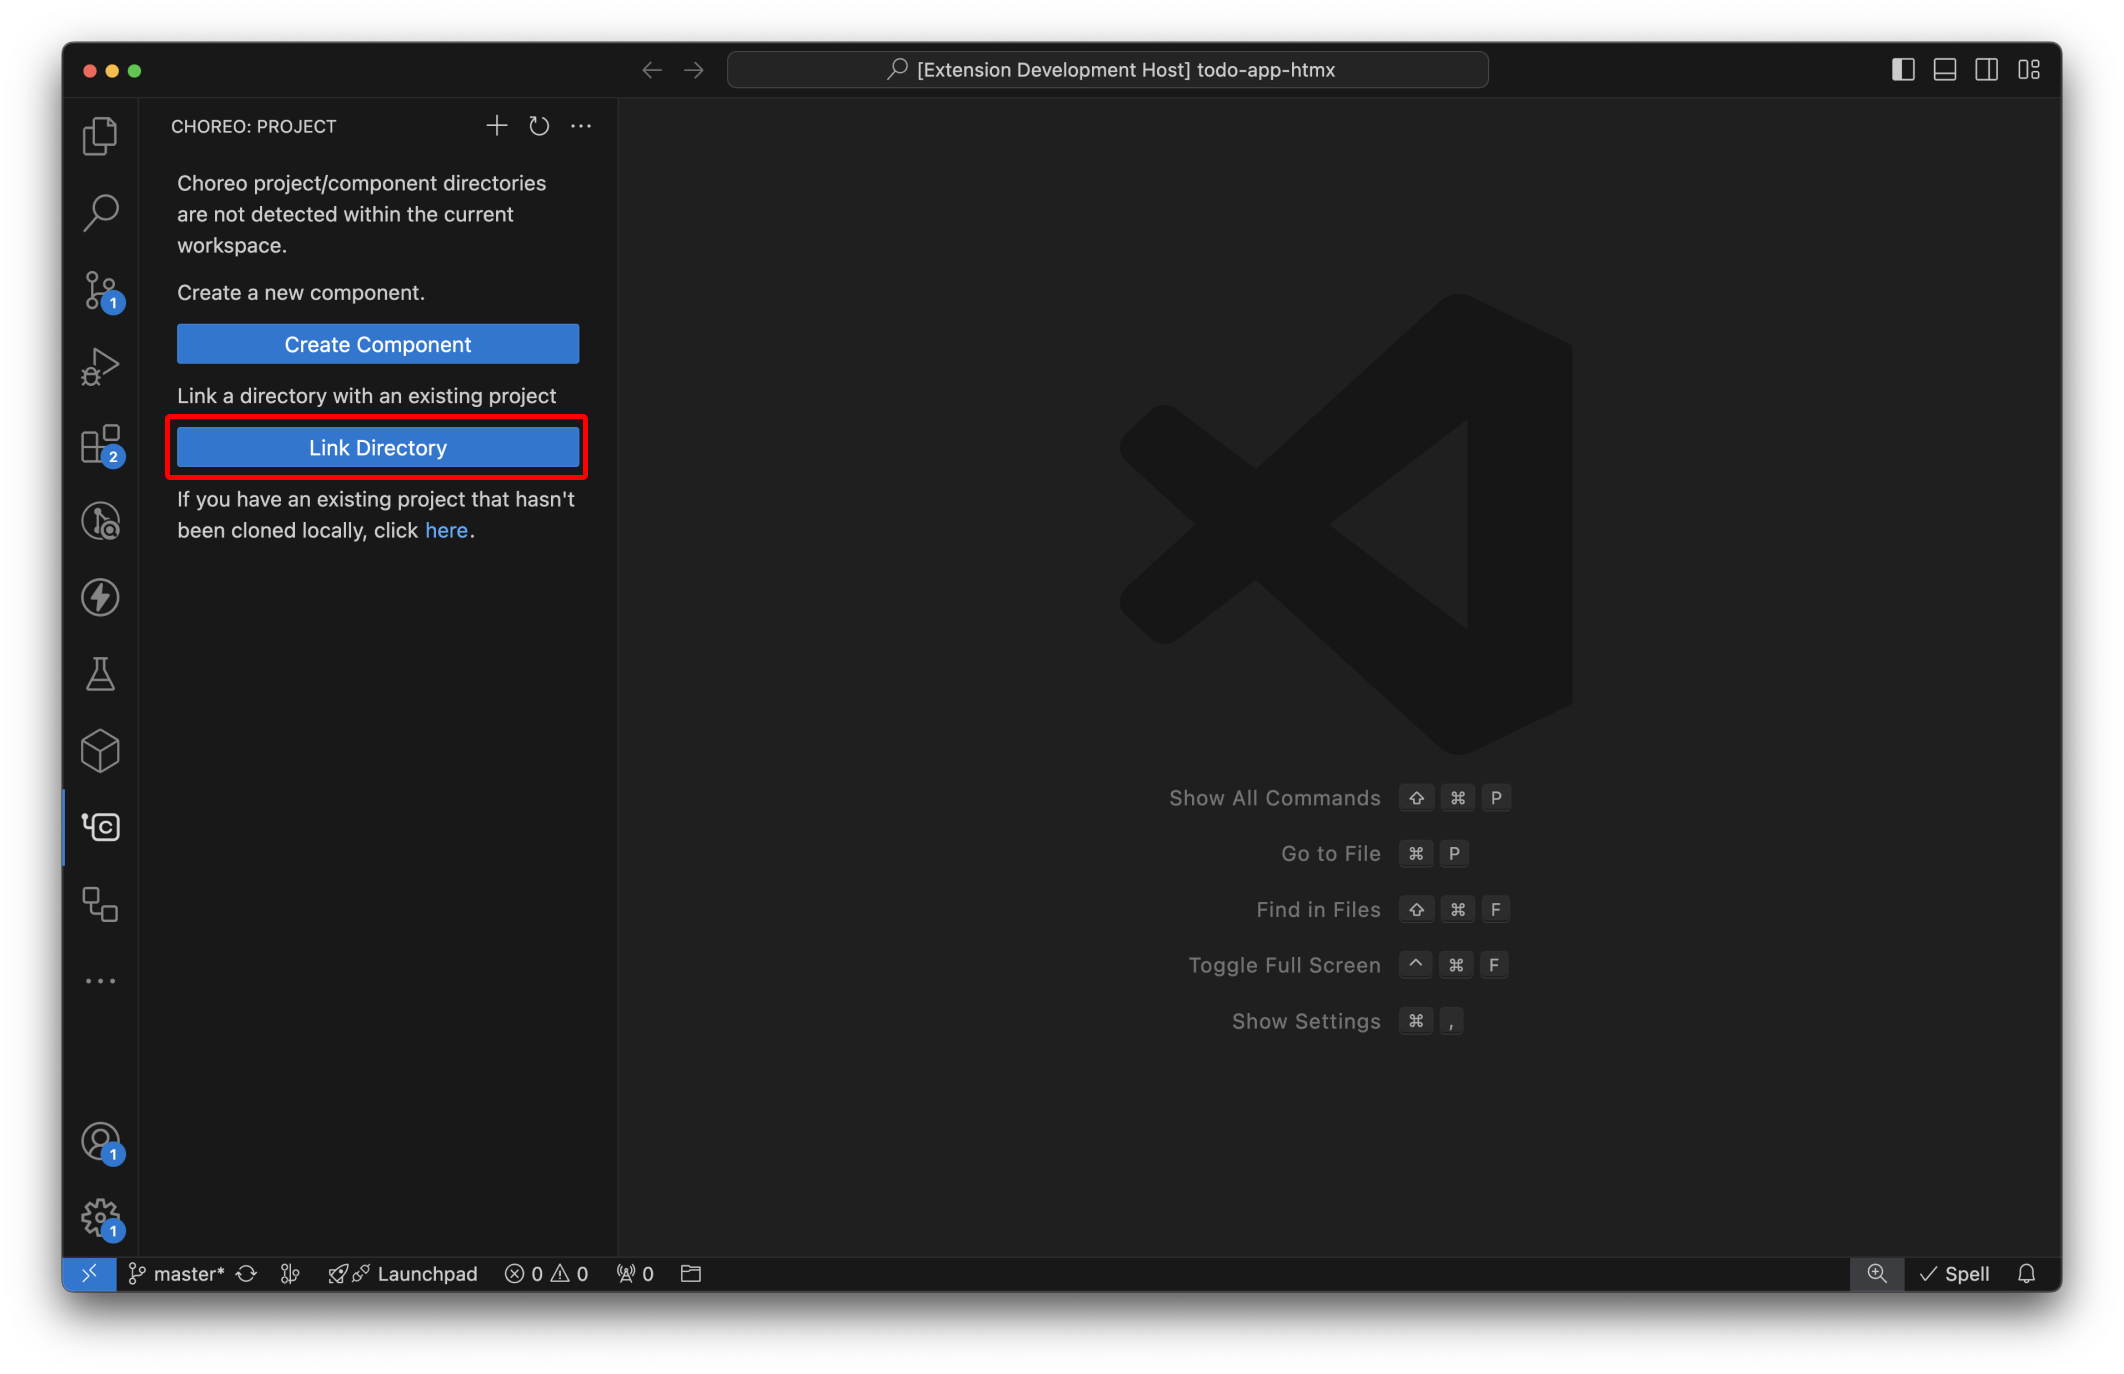 [Extension Development Host] todo-app-htmx
CHOREO: PROJECT
Choreo project/component directories
are not detected within the current
workspace.
Create a new component.
Create Component
Link a directory with an existing project
Link Directory
If you have an existing project that hasn't
been cloned locally, click here.
1
2
C
1
1
Show All Commands ⇧ ⌘ P
Go to File ⌘ P
Find in Files ⇧ ⌘ F
Toggle Full Screen ^ ⌘ F
Show Settings ⌘ ,
master* Launchpad 0 0 0 Spell